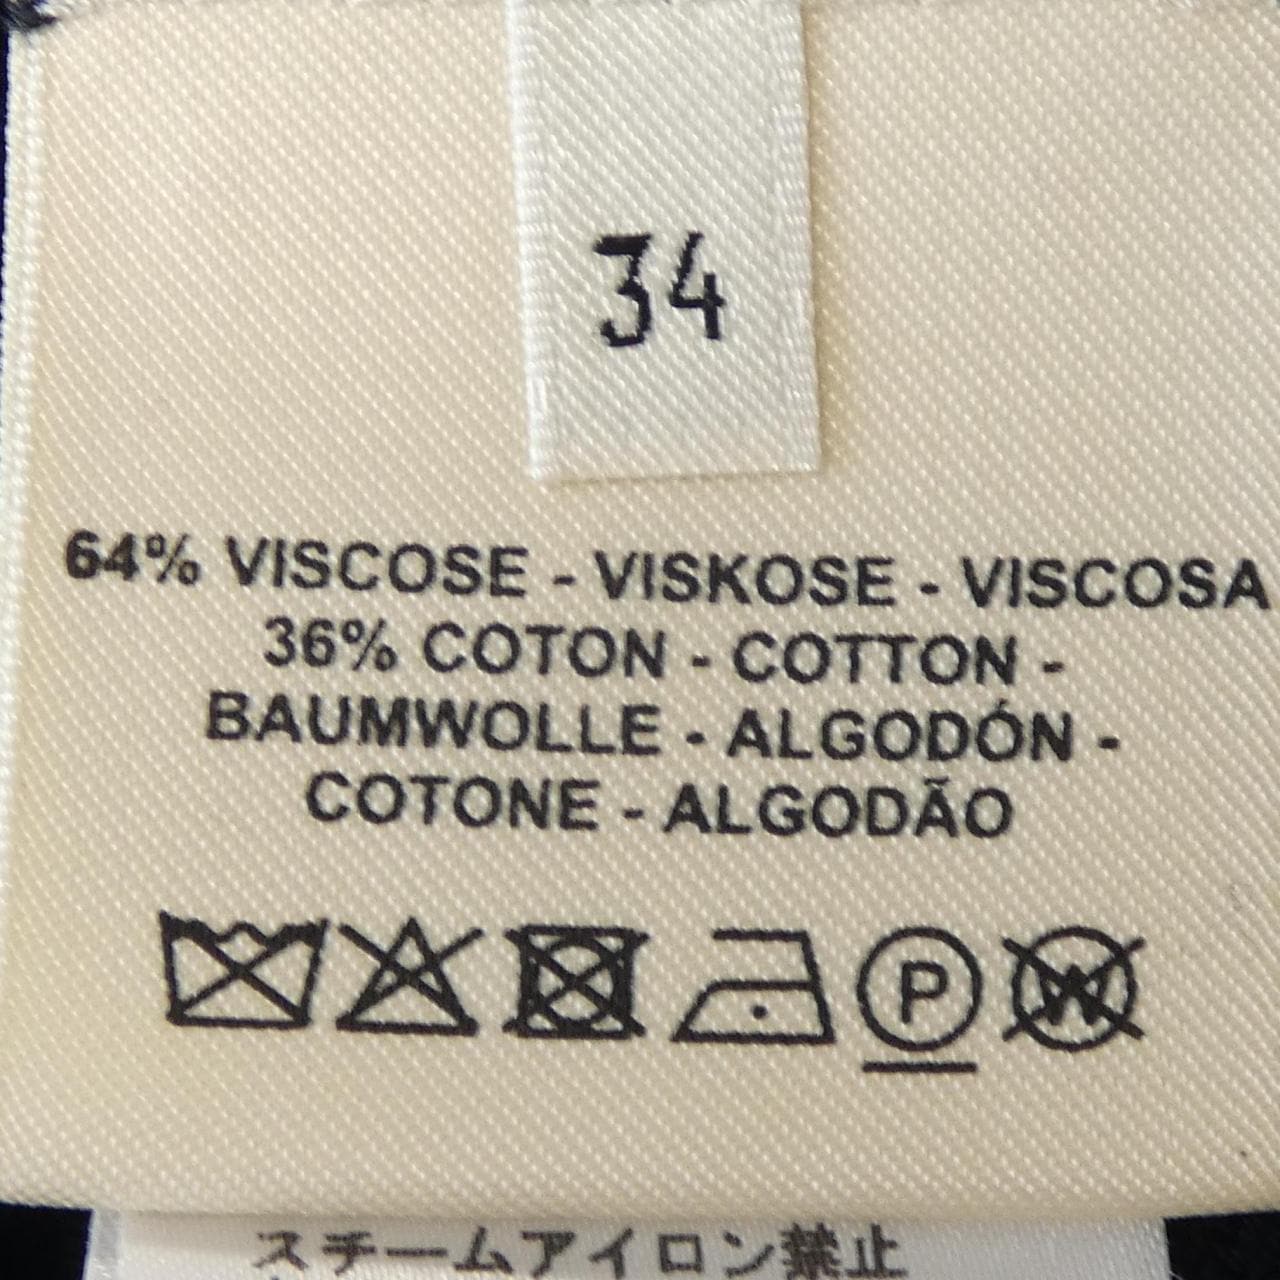 34
64% VISCOSE - VISKOSE - VISCOSA
36% COTON - COTTON -
BAUMWOLLE - ALGODÓN -
COTONE - ALGODÃO
P W
スチームアイロン禁止